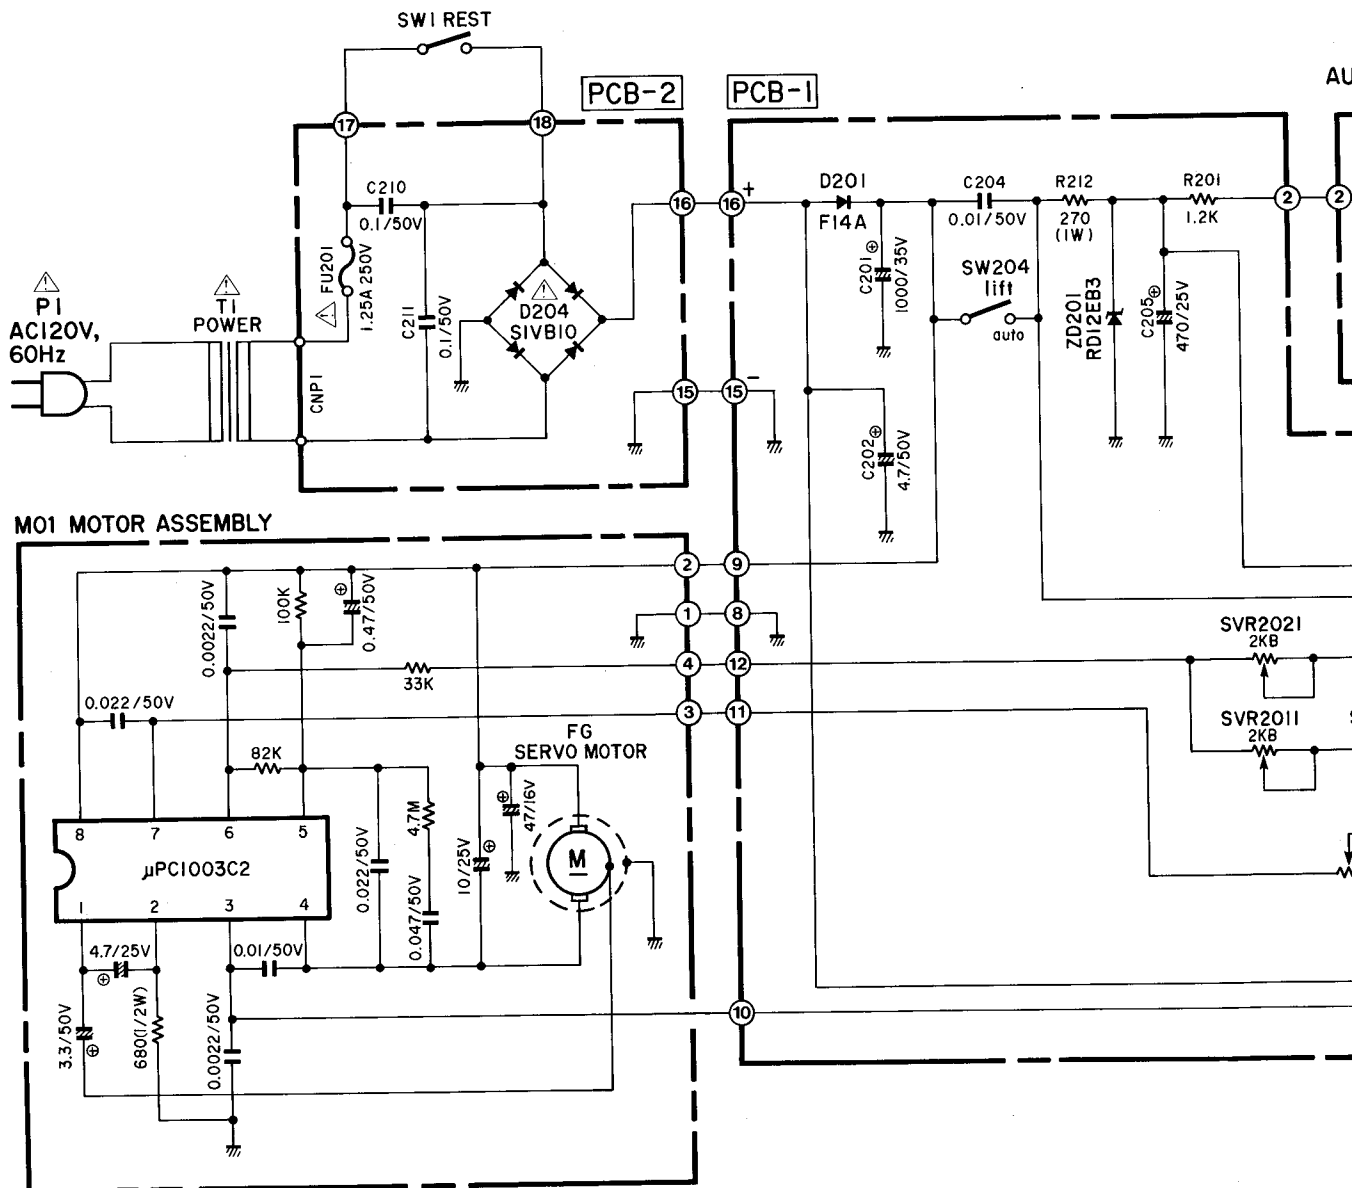 SW1 REST
PCB-2
PCB-1
AU
17
18
C210
0.1/50V
16
16
+
D201
F14A
C204
0.01/50V
R212
270
(1W)
R201
1.2K
2
2
FU201
1.25A 250V
C211
0.1/50V
D204
S1VB10
C201
1000/35V
SW204
lift
auto
ZD201
RD12EB3
C205
470/25V
P1
AC120V,
60Hz
T1
POWER
CNP1
15
15
−
C202
4.7/50V
M01 MOTOR ASSEMBLY
2
9
1
8
4
12
3
11
0.0022/50V
100K
0.47/50V
33K
SVR2021
2KB
SVR2011
2KB
0.022/50V
82K
FG
SERVO MOTOR
8
7
6
5
μPC1003C2
1
2
3
4
0.022/50V
4.7M
0.047/50V
10/25V
47/16V
M
4.7/25V
0.01/50V
3.3/50V
680(1/2W)
0.0022/50V
10